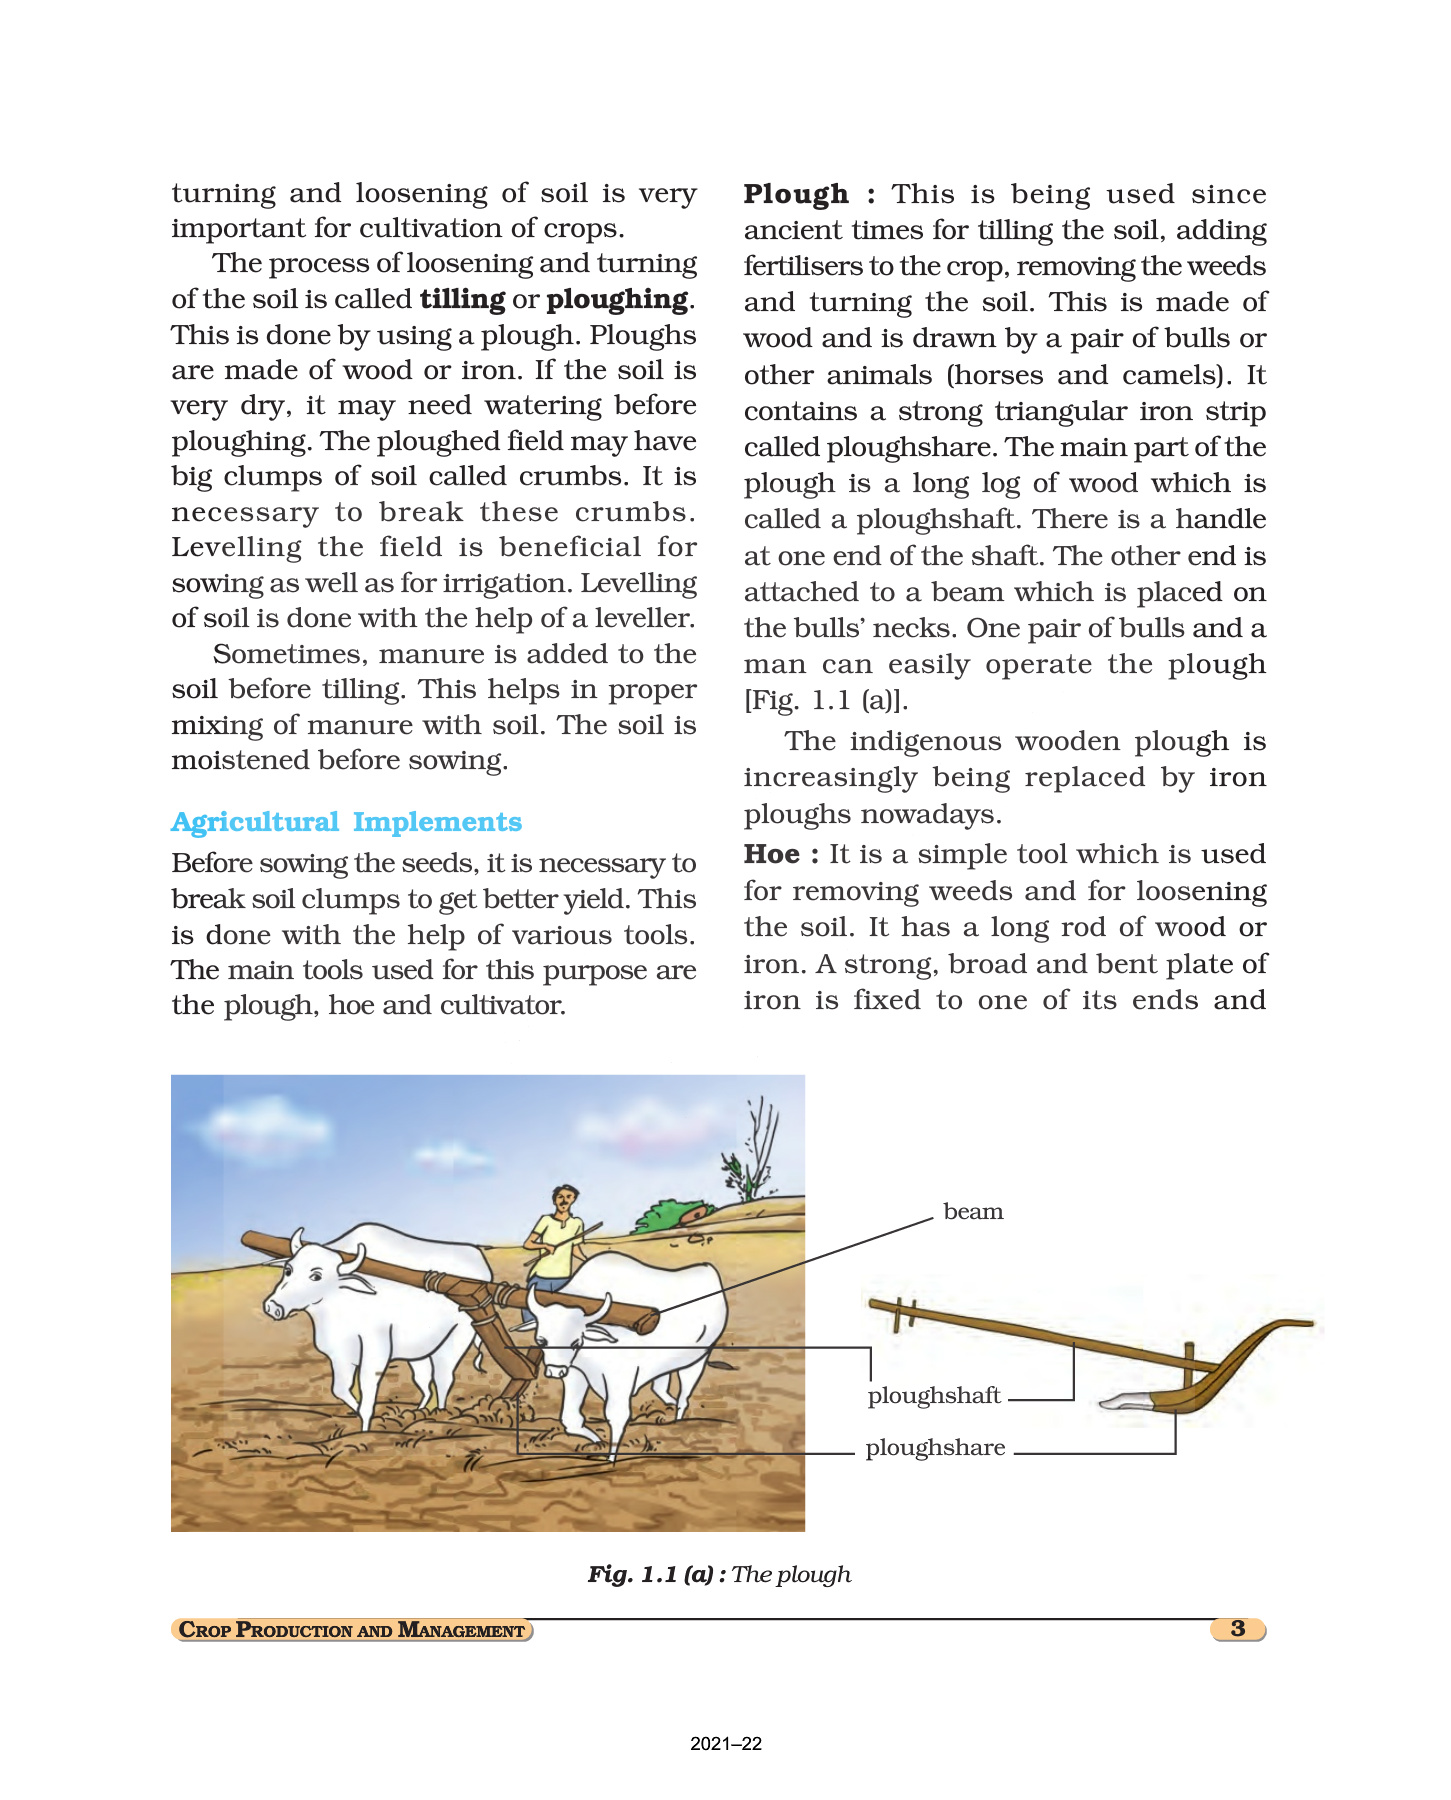 turning and loosening of soil is very
important for cultivation of crops.
The process of loosening and turning
of the soil is called tilling or ploughing.
This is done by using a plough. Ploughs
are made of wood or iron. If the soil is
very dry, it may need watering before
ploughing. The ploughed field may have
big clumps of soil called crumbs. It is
necessary to break these crumbs.
Levelling the field is beneficial for
sowing as well as for irrigation. Levelling
of soil is done with the help of a leveller.
Sometimes, manure is added to the
soil before tilling. This helps in proper
mixing of manure with soil. The soil is
moistened before sowing.
Agricultural Implements
Before sowing the seeds, it is necessary to
break soil clumps to get better yield. This
is done with the help of various tools.
The main tools used for this purpose are
the plough, hoe and cultivator.
Plough : This is being used since
ancient times for tilling the soil, adding
fertilisers to the crop, removing the weeds
and turning the soil. This is made of
wood and is drawn by a pair of bulls or
other animals (horses and camels). It
contains a strong triangular iron strip
called ploughshare. The main part of the
plough is a long log of wood which is
called a ploughshaft. There is a handle
at one end of the shaft. The other end is
attached to a beam which is placed on
the bulls’ necks. One pair of bulls and a
man can easily operate the plough
[Fig. 1.1 (a)].
The indigenous wooden plough is
increasingly being replaced by iron
ploughs nowadays.
Hoe : It is a simple tool which is used
for removing weeds and for loosening
the soil. It has a long rod of wood or
iron. A strong, broad and bent plate of
iron is fixed to one of its ends and
beam
ploughshaft
ploughshare
Fig. 1.1 (a) : The plough
CROP PRODUCTION AND MANAGEMENT
3
2021–22